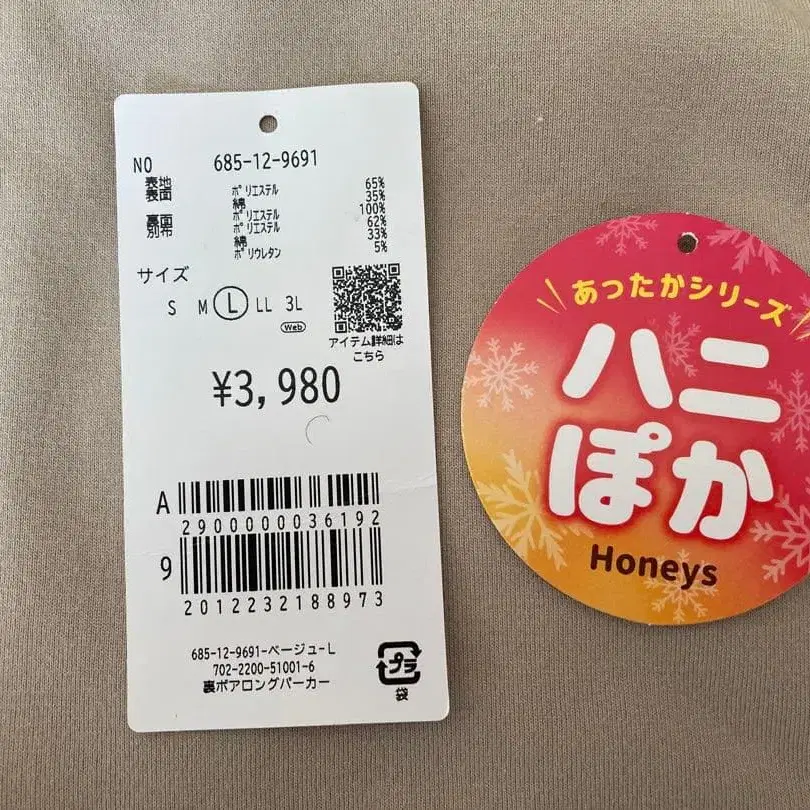 NO 685-12-9691
表地
表面 ポリエステル 65%
綿 35%
裏面 ポリエステル 100%
別布 ポリエステル 62%
綿 33%
ポリウレタン 5%
サイズ
S M L LL 3L
Web
アイテム詳細は
こちら
¥3,980
A
2900000036192
9
2012232188973
685-12-9691-ベージュ-L
702-2200-51001-6
裏ボアロングパーカー
プラ
袋
あったかシリーズ
ハニ
ぽか
Honeys